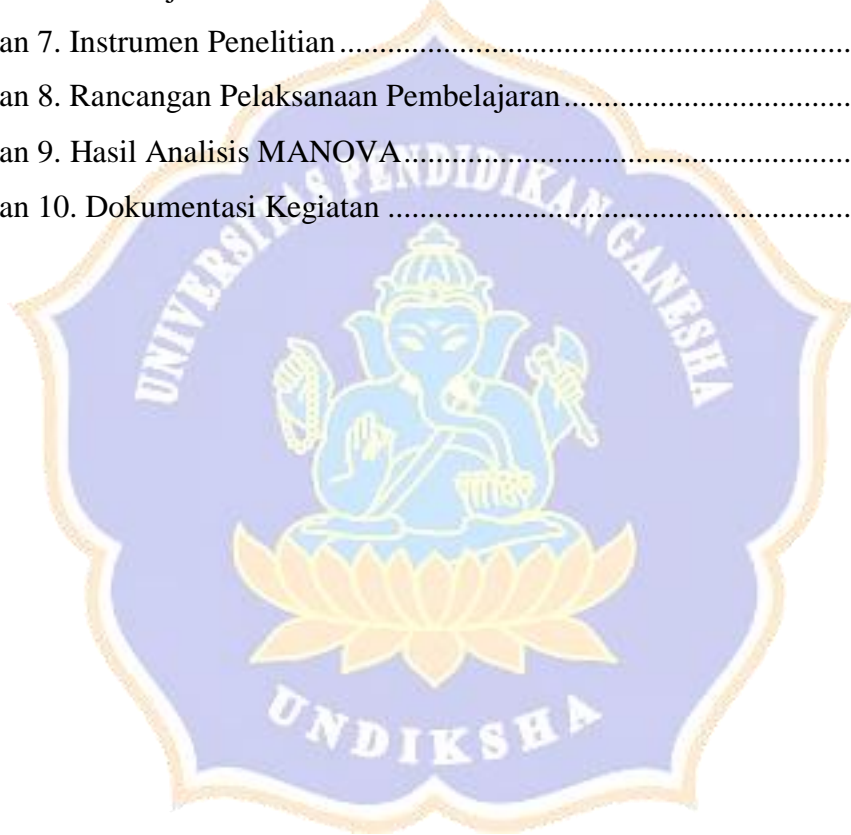 an 7. Instrumen Penelitian........................................................................
an 8. Rancangan Pelaksanaan Pembelajaran........................................
an 9. Hasil Analisis MANOVA................................................................
an 10. Dokumentasi Kegiatan ..................................................................
UNIVERSITAS PENDIDIKAN GANESHA
UNDIKSHA